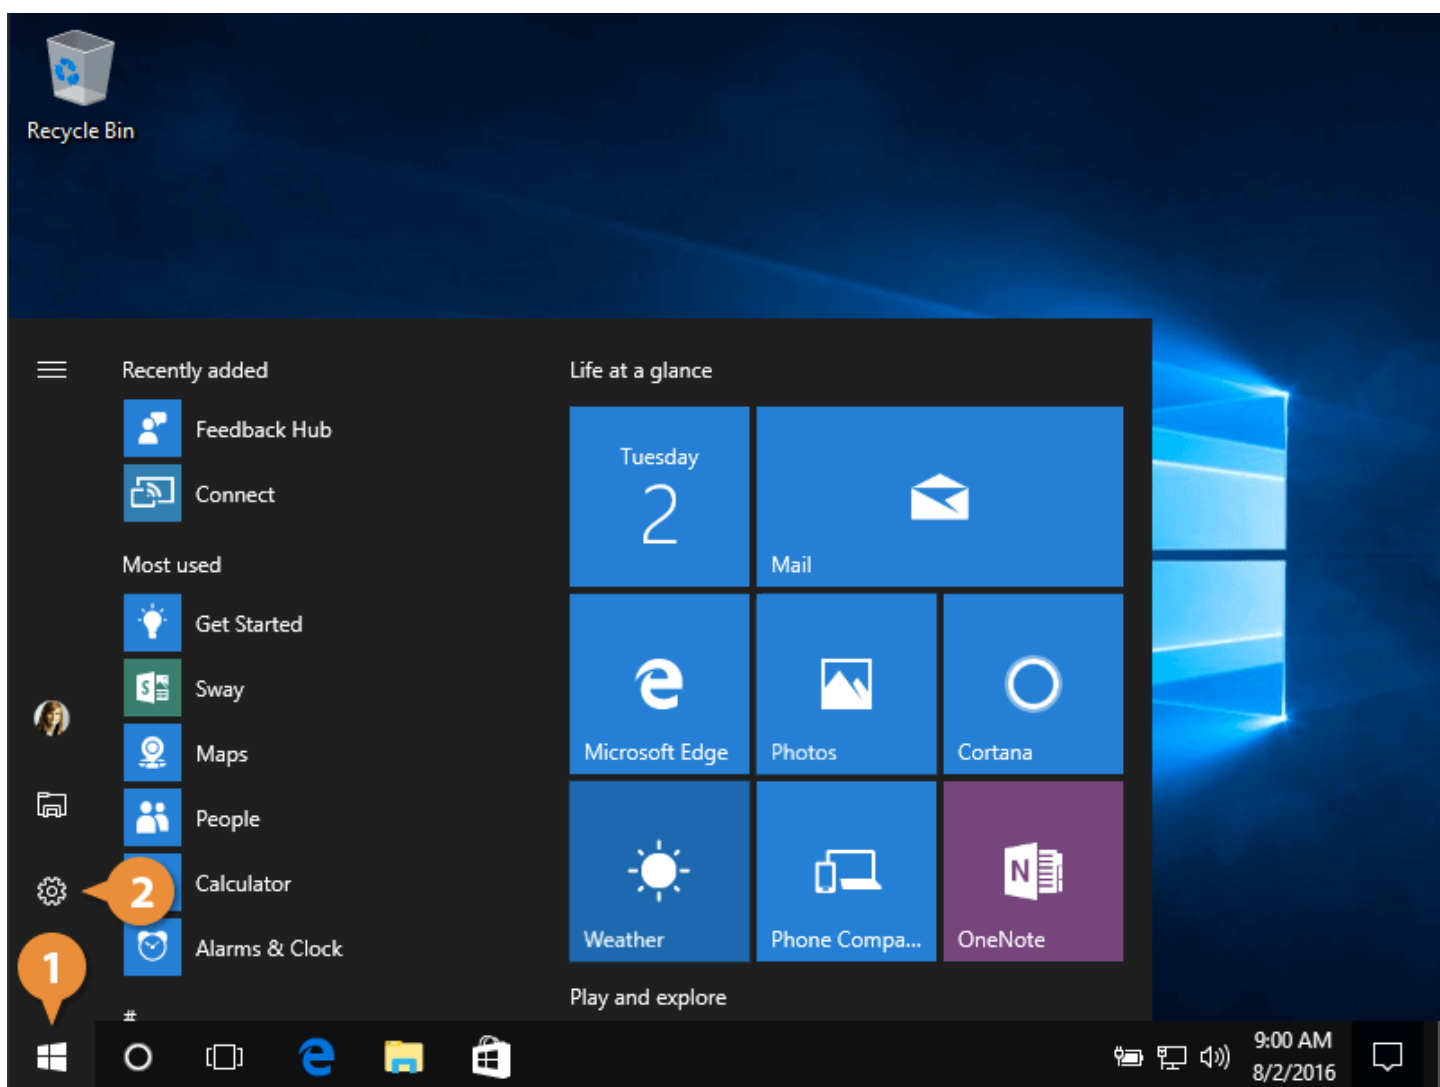 Recycle Bin
Recently added
Feedback Hub
Connect
Most used
Get Started
Sway
Maps
People
Calculator
Alarms & Clock
#
Life at a glance
Tuesday
2
Mail
Microsoft Edge
Photos
Cortana
Weather
Phone Compa...
OneNote
Play and explore
2
1
9:00 AM
8/2/2016